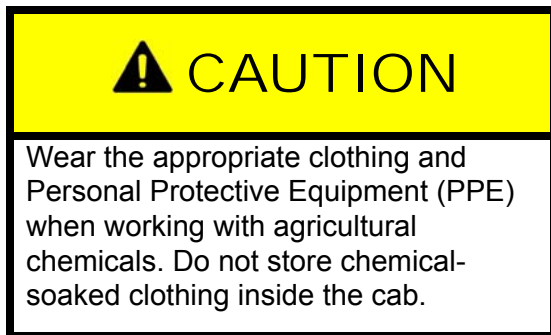 CAUTION
Wear the appropriate clothing and
Personal Protective Equipment (PPE)
when working with agricultural
chemicals. Do not store chemical-
soaked clothing inside the cab.